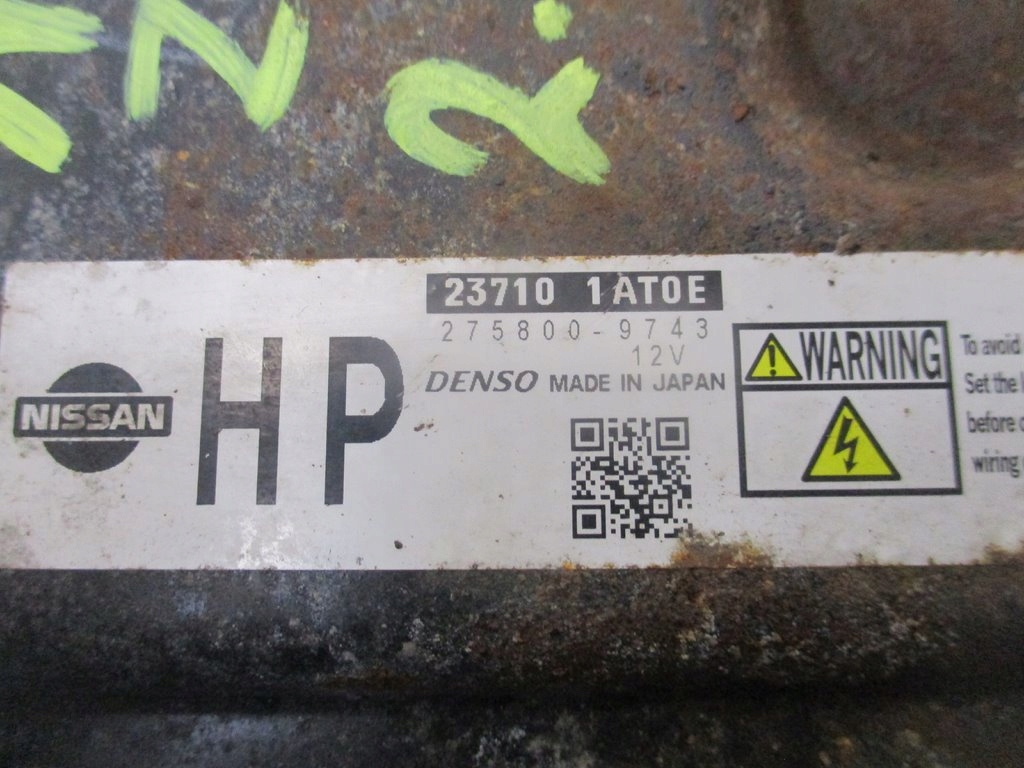 23710 1AT0E
275800-9743
12V
DENSO MADE IN JAPAN
NISSAN
HP
WARNING
To avoid
Set the
before
wiring